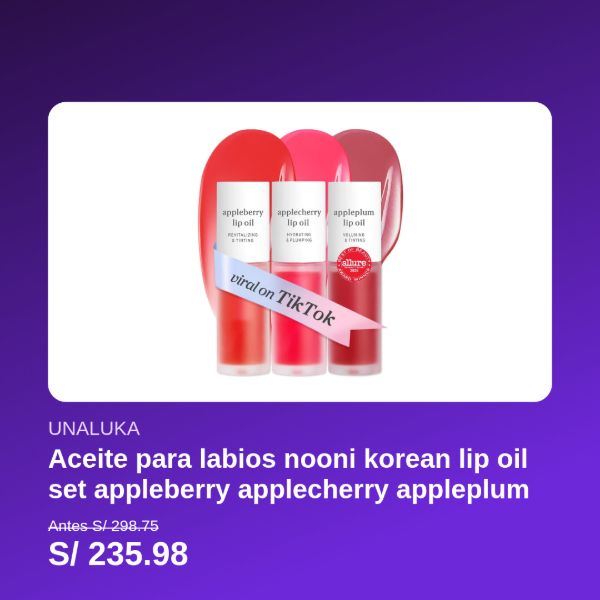 appleberry
lip oil
REVITALIZING
& TINTING
applecherry
lip oil
HYDRATING
& PLUMPING
appleplum
lip oil
VOLUMING
& TINTING
allure
viral on TikTok
UNALUKA
Aceite para labios nooni korean lip oil
set appleberry applecherry appleplum
Antes S/ 298.75
S/ 235.98